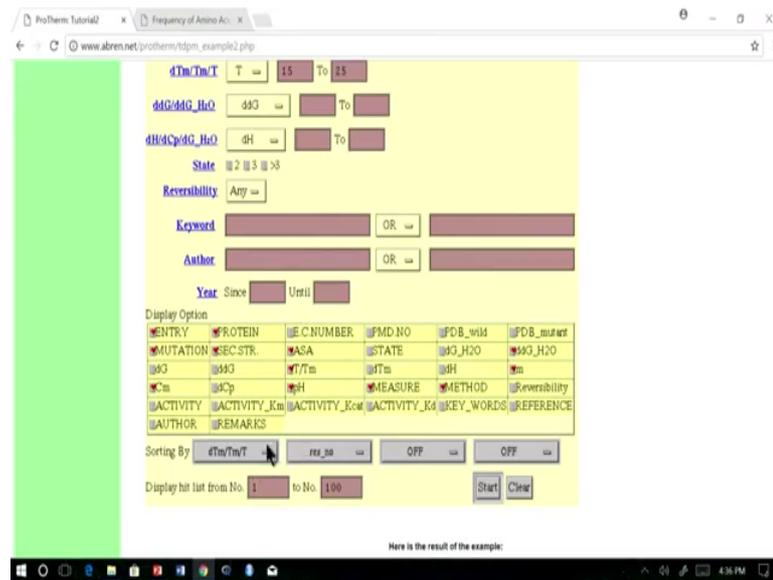 ProTherm: Tutorial2 × Frequency of Amino Ac ×
www.abren.net/protherm/tdpm_example2.php
dTm/Tm/T T 15 To 25
ddG/ddG_H2O ddG To
dH/dCp/dG_H2O dH To
State 2 3 >3
Reversibility Any
Keyword OR
Author OR
Year Since Until
Display Option
ENTRY PROTEIN E.C.NUMBER PMD.NO PDB_wild PDB_mutant
MUTATION SEC.STR. ASA STATE dG_H2O ddG_H2O
dG ddG T/Tm dTm dH m
Cm dCp pH MEASURE METHOD Reversibility
ACTIVITY ACTIVITY_Km ACTIVITY_Kcat ACTIVITY_Kd KEY_WORDS REFERENCE
AUTHOR REMARKS
Sorting By dTm/Tm/T res_no OFF OFF
Display hit list from No. 1 to No. 100 Start Clear
Here is the result of the example:
4:36 PM